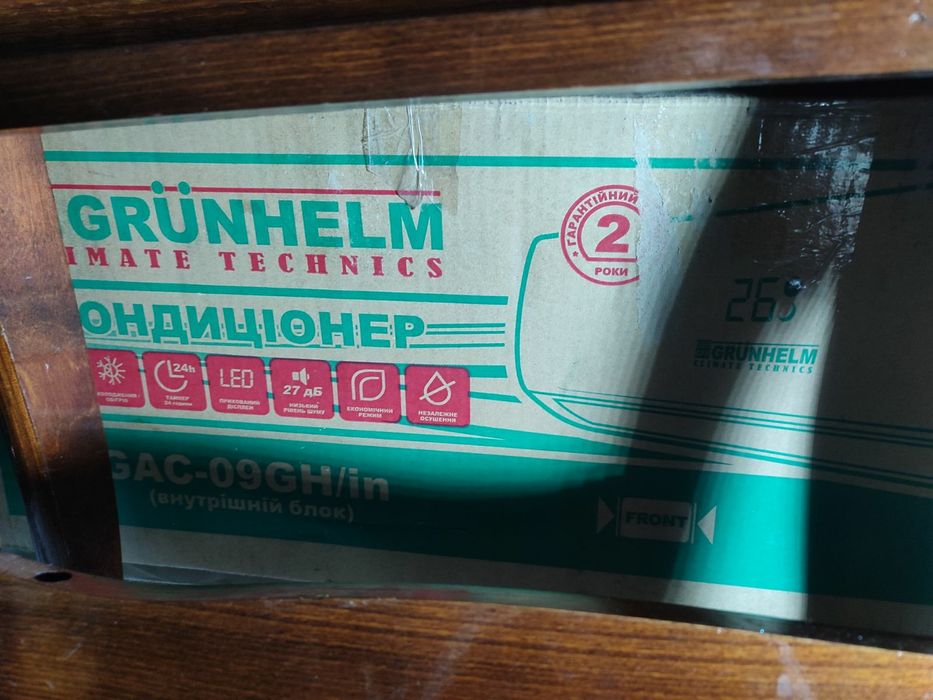 GRÜNHELM
IMATE TECHNICS
ОНДИЦІОНЕР
24h
LED
27 дБ
ОБІГРІВ
ТАЙМЕР
24 години
ПРИХОВАНИЙ
ДИСПЛЕЙ
НИЗЬКИЙ
РІВЕНЬ ШУМУ
ЕКОНОМІЧНИЙ
РЕЖИМ
НЕЗАЛЕЖНЕ
ОСУШЕННЯ
GAC-09GH/in
(внутрішній блок)
ГАРАНТІЙНИЙ
2
РОКИ
26
GRÜNHELM
CLIMATE TECHNICS
FRONT